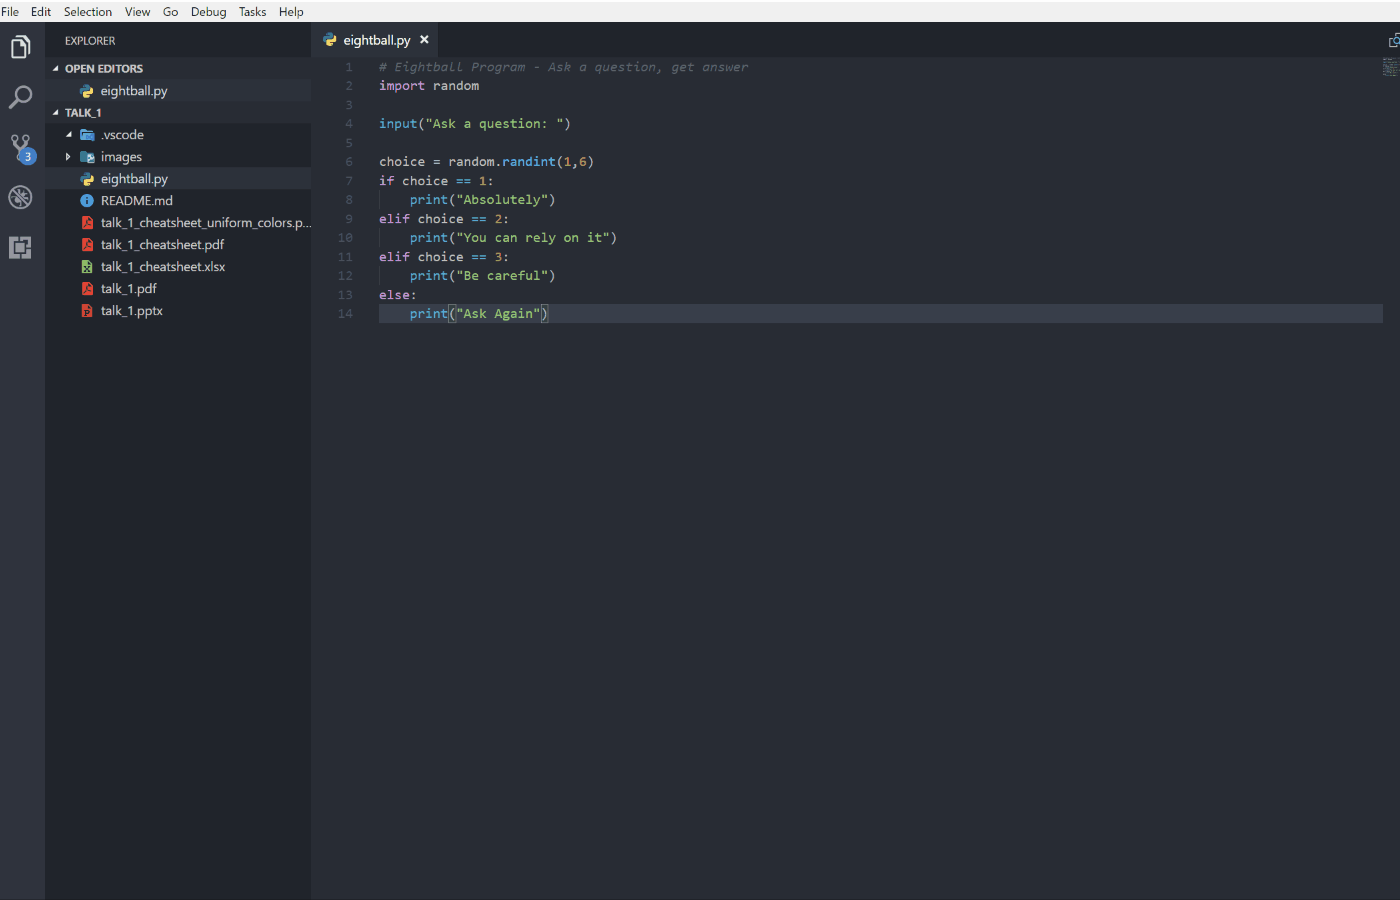 File Edit Selection View Go Debug Tasks Help
EXPLORER
OPEN EDITORS
eightball.py
TALK_1
.vscode
images
eightball.py
README.md
talk_1_cheatsheet_uniform_colors.p...
talk_1_cheatsheet.pdf
talk_1_cheatsheet.xlsx
talk_1.pdf
talk_1.pptx
3
eightball.py
1 # Eightball Program - Ask a question, get answer
2 import random
3
4 input("Ask a question: ")
5
6 choice = random.randint(1,6)
7 if choice == 1:
8     print("Absolutely")
9 elif choice == 2:
10     print("You can rely on it")
11 elif choice == 3:
12     print("Be careful")
13 else:
14     print("Ask Again")